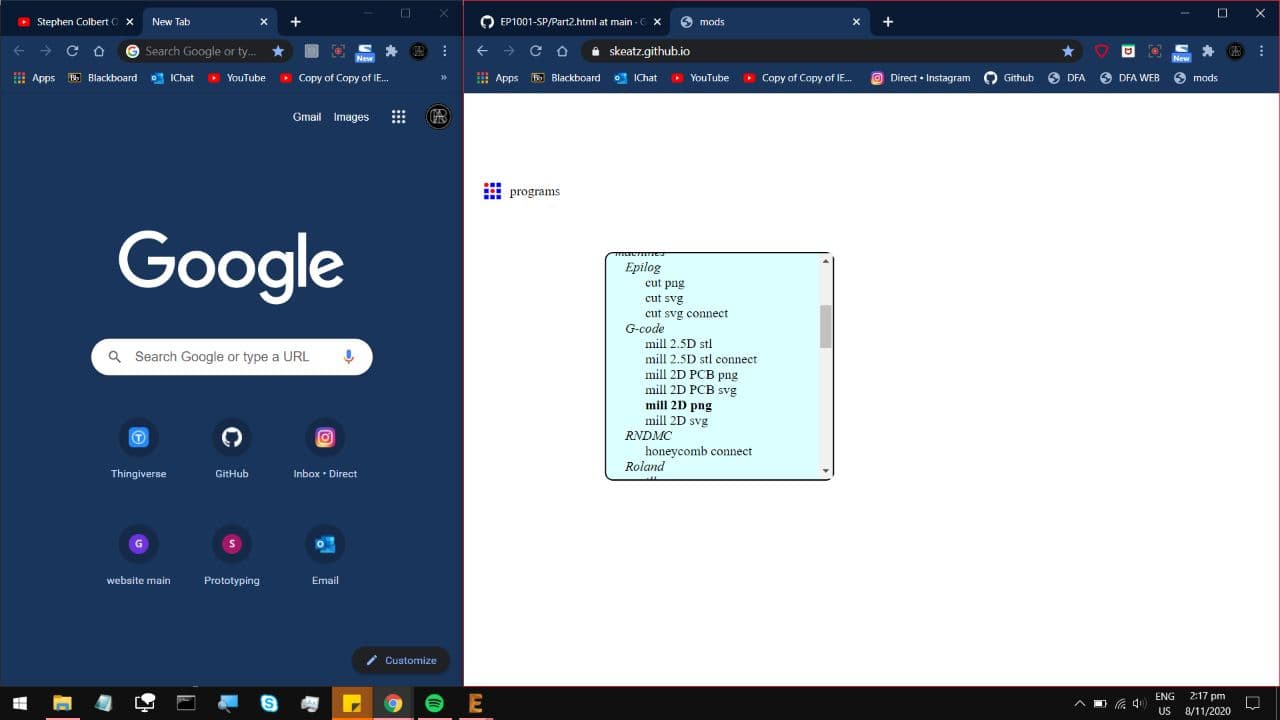 Stephen Colbert C
New Tab
Search Google or ty...
New
Apps
Blackboard
IChat
YouTube
Copy of Copy of IE...
»
Gmail
Images
Google
Search Google or type a URL
Thingiverse
GitHub
Inbox • Direct
G
S
website main
Prototyping
Email
Customize
EP1001-SP/Part2.html at main · G
mods
skeatz.github.io
New
Apps
Blackboard
IChat
YouTube
Copy of Copy of IE...
Direct • Instagram
Github
DFA
DFA WEB
mods
programs
machines
Epilog
cut png
cut svg
cut svg connect
G-code
mill 2.5D stl
mill 2.5D stl connect
mill 2D PCB png
mill 2D PCB svg
mill 2D png
mill 2D svg
RNDMC
honeycomb connect
Roland
ENG
US
2:17 pm
8/11/2020